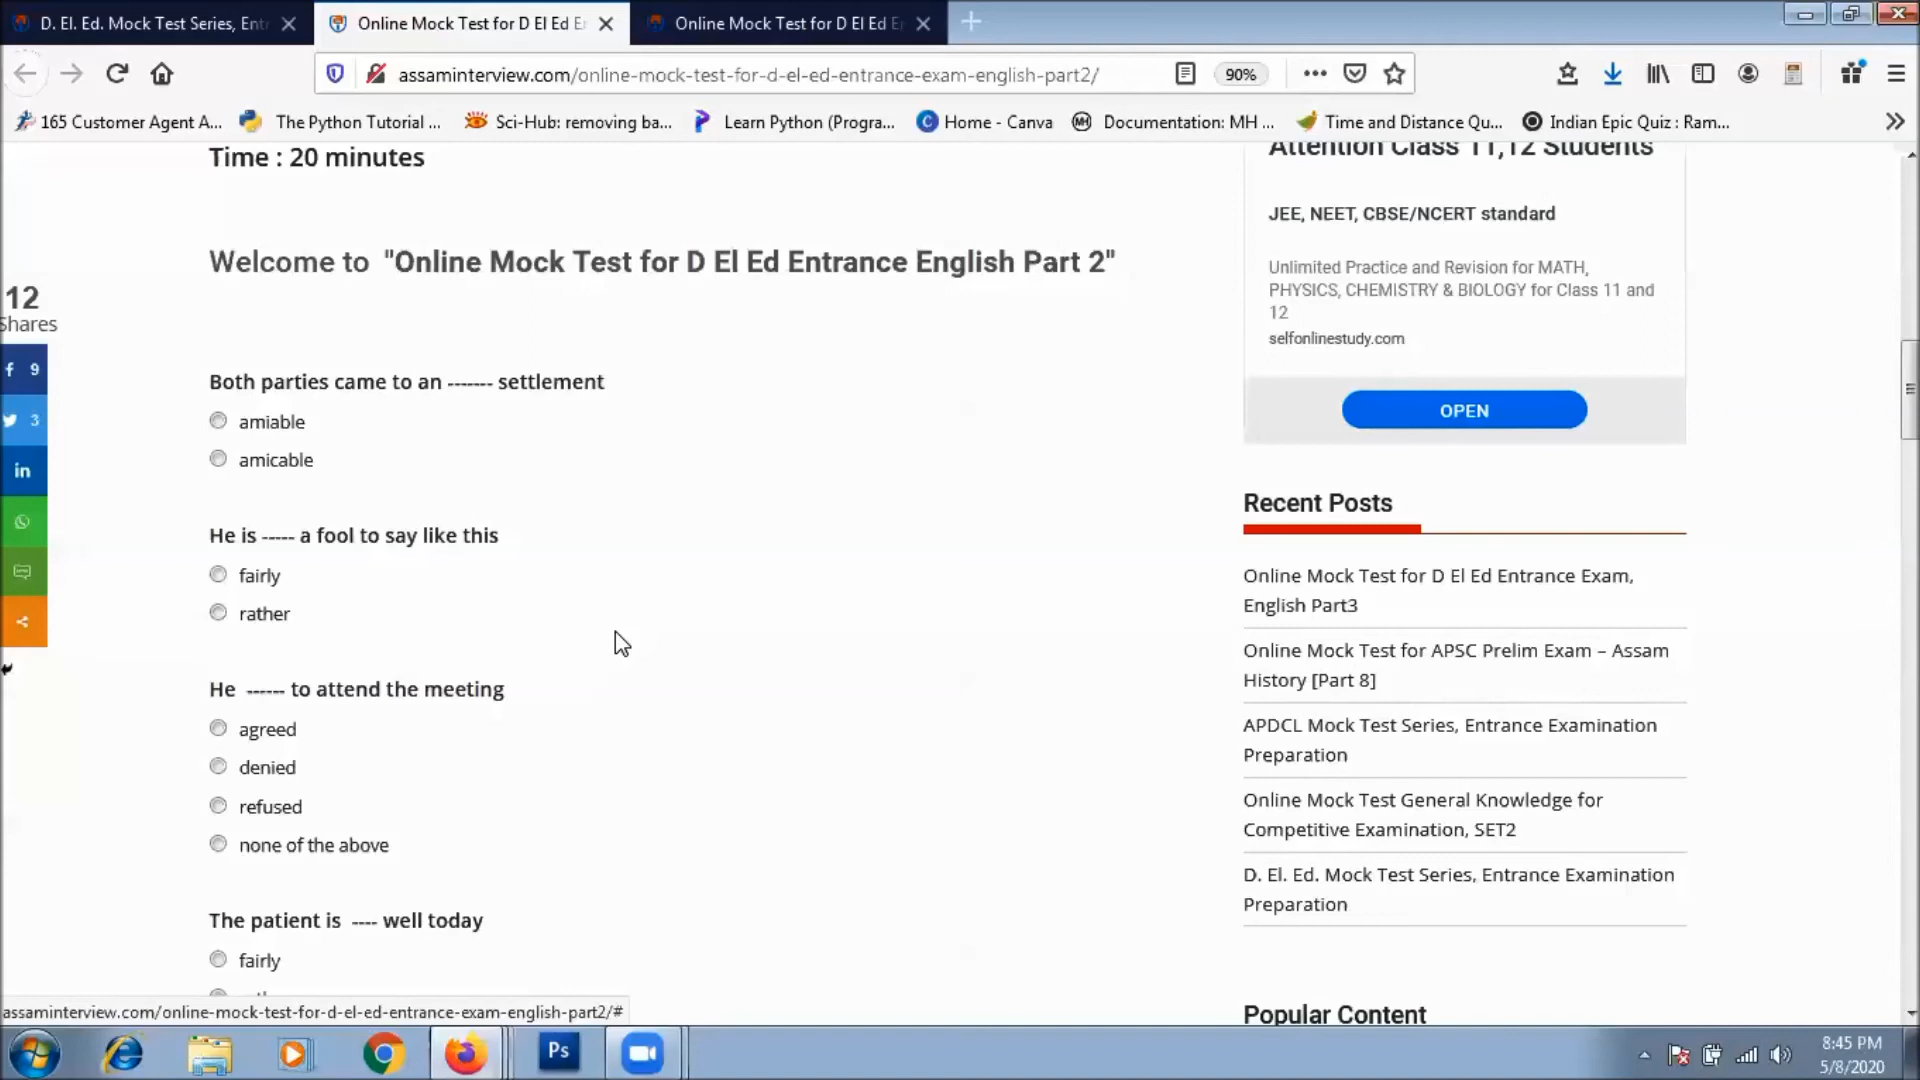 D. El. Ed. Mock Test Series, Entr
Online Mock Test for D El Ed E
Online Mock Test for D El Ed E
assaminterview.com/online-mock-test-for-d-el-ed-entrance-exam-english-part2/
90%
165 Customer Agent A...
The Python Tutorial ...
Sci-Hub: removing ba...
Learn Python (Progra...
Home - Canva
Documentation: MH ...
Time and Distance Qu...
Indian Epic Quiz : Ram...
Time : 20 minutes
Welcome to "Online Mock Test for D El Ed Entrance English Part 2"
12
Shares
9
3
in
Both parties came to an ------- settlement
amiable
amicable
He is ----- a fool to say like this
fairly
rather
He ------ to attend the meeting
agreed
denied
refused
none of the above
The patient is ---- well today
fairly
Attention Class 11,12 Students
JEE, NEET, CBSE/NCERT standard
Unlimited Practice and Revision for MATH,
PHYSICS, CHEMISTRY & BIOLOGY for Class 11 and
12
selfonlinestudy.com
OPEN
Recent Posts
Online Mock Test for D El Ed Entrance Exam,
English Part3
Online Mock Test for APSC Prelim Exam – Assam
History [Part 8]
APDCL Mock Test Series, Entrance Examination
Preparation
Online Mock Test General Knowledge for
Competitive Examination, SET2
D. El. Ed. Mock Test Series, Entrance Examination
Preparation
Popular Content
assaminterview.com/online-mock-test-for-d-el-ed-entrance-exam-english-part2/#
Ps
8:45 PM
5/8/2020